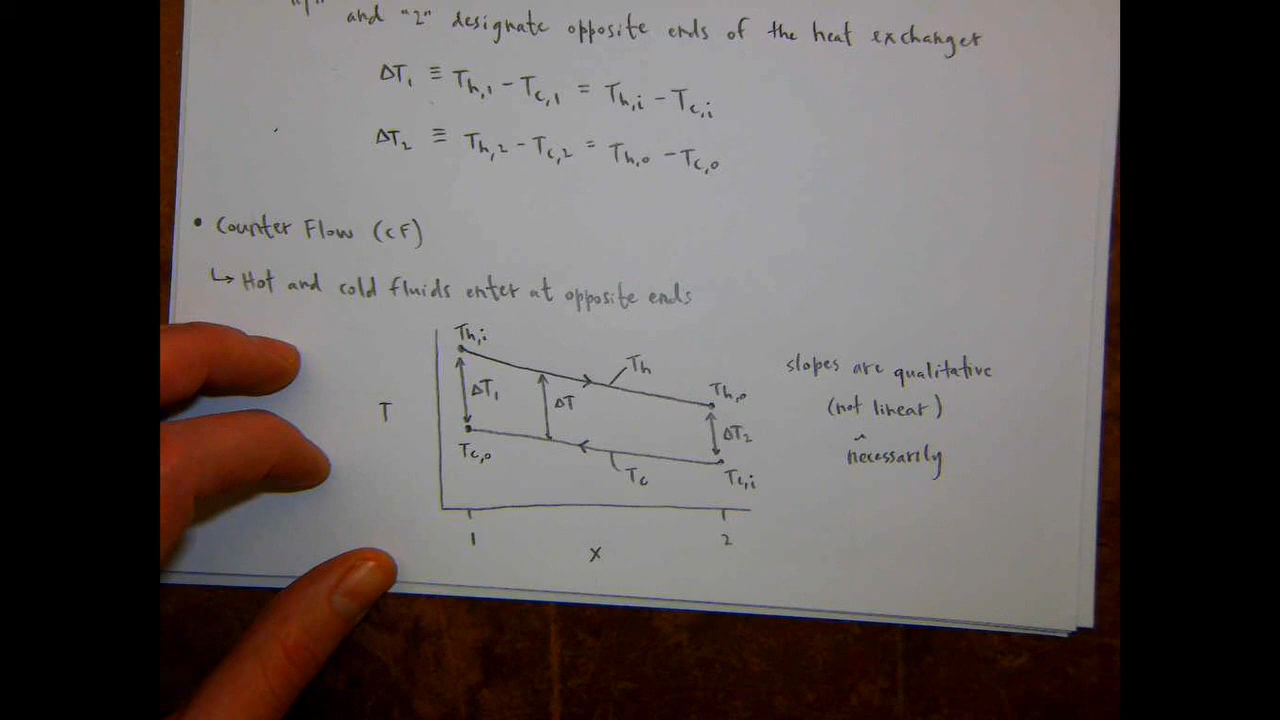 "1"
and "2" designate opposite ends of the heat exchanger
ΔT₁ ≡ Th,1 − Tc,1 = Th,i − Tc,i
ΔT₂ ≡ Th,2 − Tc,2 = Th,o − Tc,o
• Counter Flow (CF)
↳ Hot and cold fluids enter at opposite ends
Th,i
Th
Th,o
ΔT₁
ΔT
ΔT₂
T
Tc,o
Tc
Tc,i
1
2
x
slopes are qualitative
(not linear)
^
necessarily